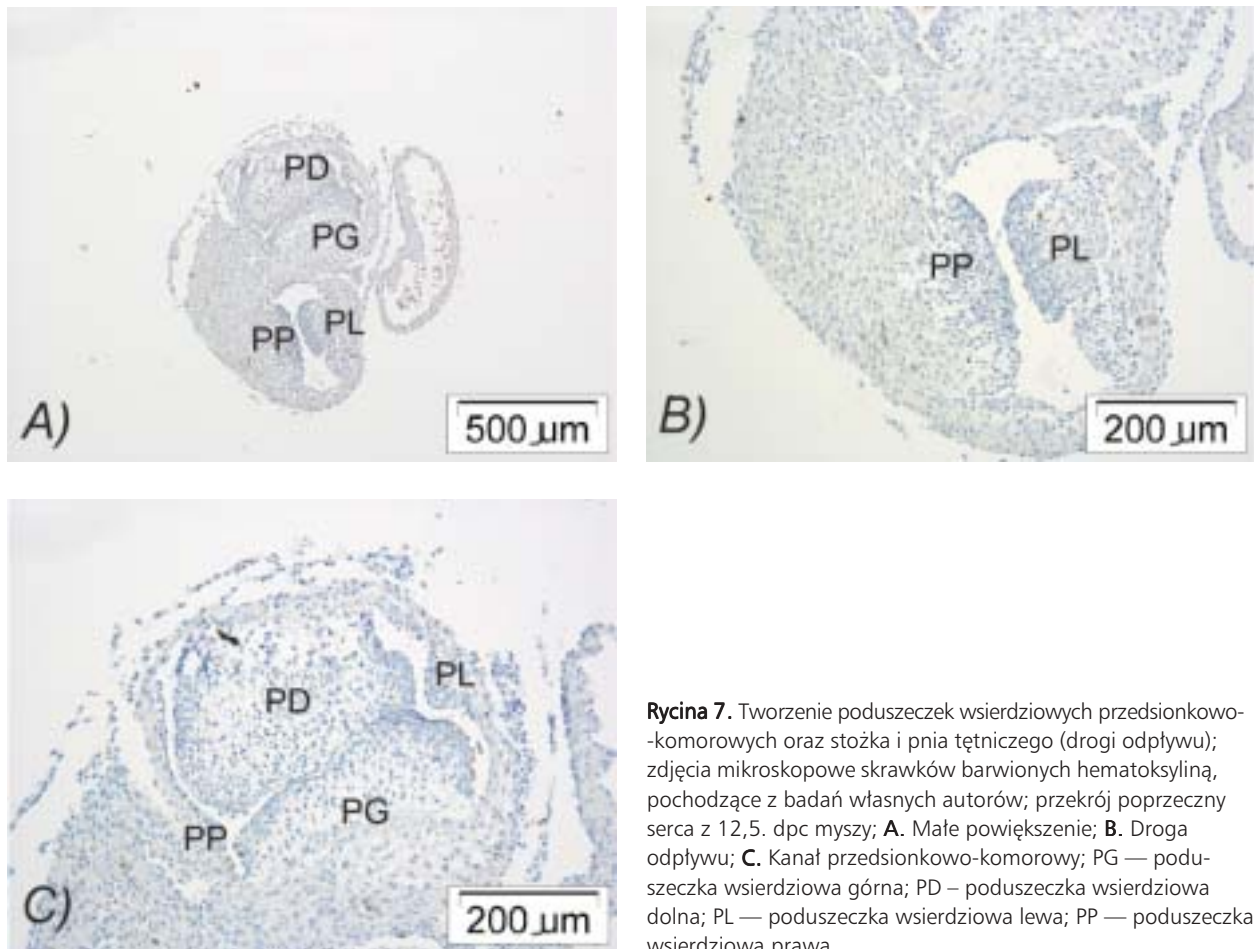 PD
PG
PP
PL
A)
500 µm
PP
PL
B)
200 µm
PD
PL
PG
PP
C)
200 µm
Rycina 7. Tworzenie poduszeczek wsierdziowych przedsionkowo-
-komorowych oraz stożka i pnia tętniczego (drogi odpływu);
zdjęcia mikroskopowe skrawków barwionych hematoksyliną,
pochodzące z badań własnych autorów; przekrój poprzeczny
serca z 12,5. dpc myszy; A. Małe powiększenie; B. Droga
odpływu; C. Kanał przedsionkowo-komorowy; PG — podu-
szeczka wsierdziowa górna; PD – poduszeczka wsierdziowa
dolna; PL — poduszeczka wsierdziowa lewa; PP — poduszeczka
wsierdziowa prawa